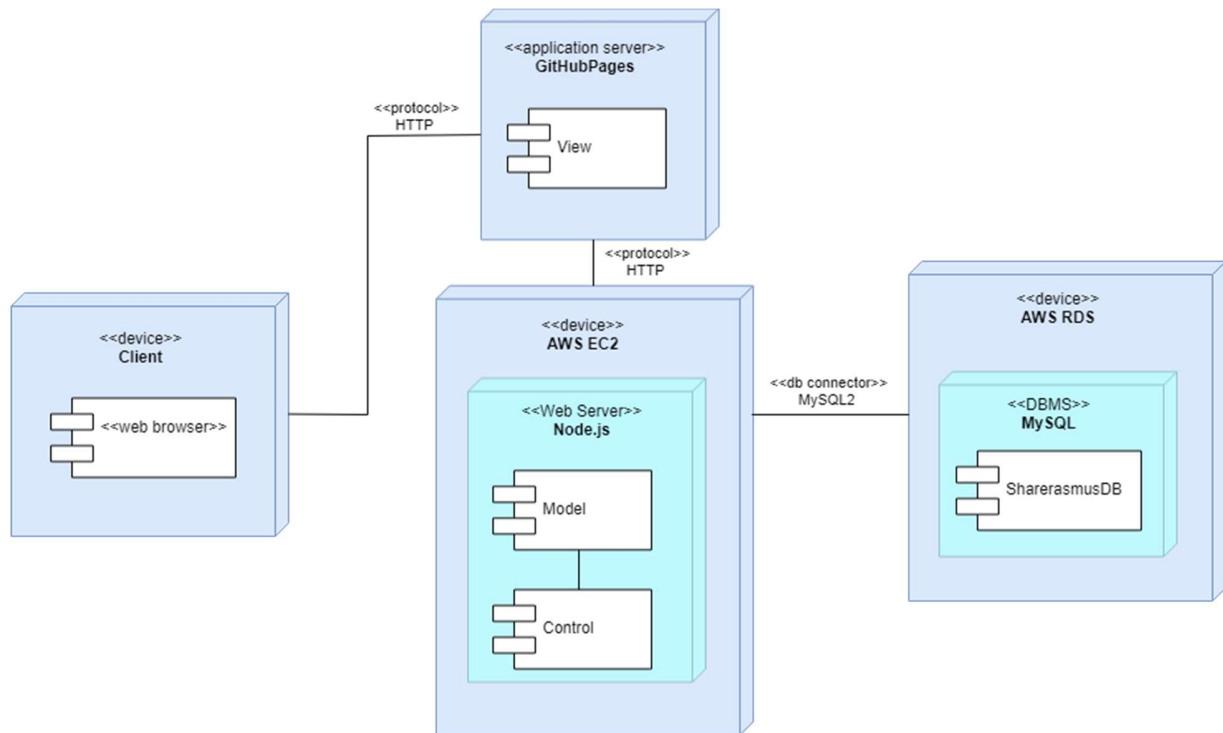 <<application server>>
GitHubPages
View
<<protocol>>
HTTP
<<protocol>>
HTTP
<<device>>
Client
<<web browser>>
<<device>>
AWS EC2
<<Web Server>>
Node.js
Model
Control
<<db connector>>
MySQL2
<<device>>
AWS RDS
<<DBMS>>
MySQL
SharerasmusDB